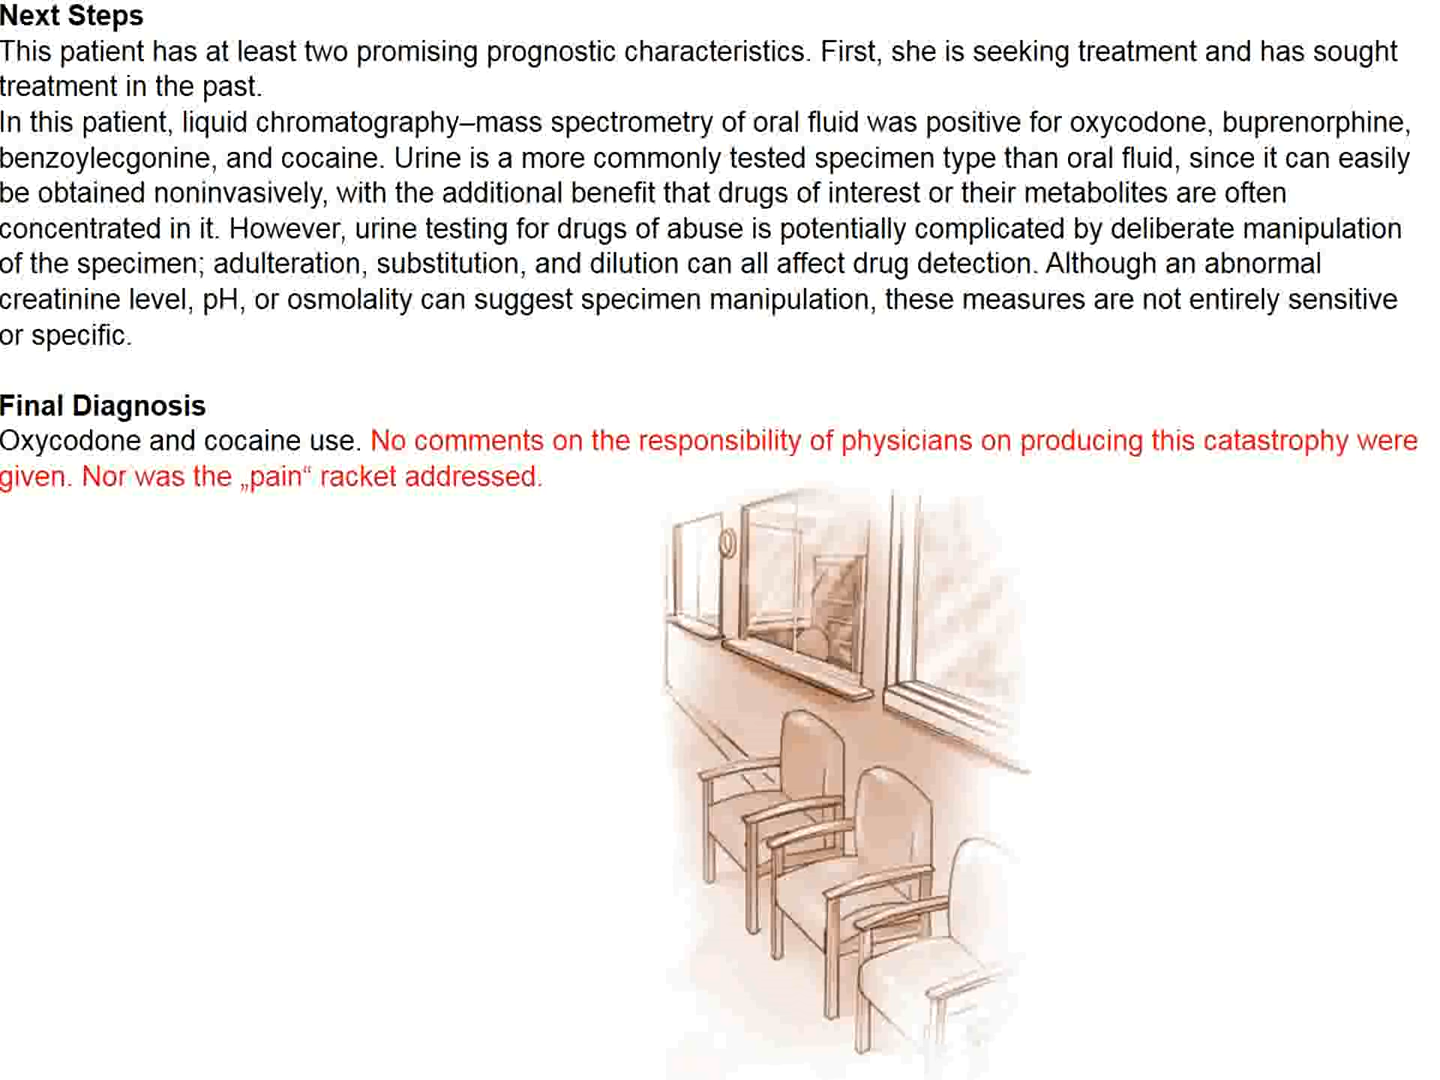 Next Steps
This patient has at least two promising prognostic characteristics. First, she is seeking treatment and has sought
treatment in the past.
In this patient, liquid chromatography–mass spectrometry of oral fluid was positive for oxycodone, buprenorphine,
benzoylecgonine, and cocaine. Urine is a more commonly tested specimen type than oral fluid, since it can easily
be obtained noninvasively, with the additional benefit that drugs of interest or their metabolites are often
concentrated in it. However, urine testing for drugs of abuse is potentially complicated by deliberate manipulation
of the specimen; adulteration, substitution, and dilution can all affect drug detection. Although an abnormal
creatinine level, pH, or osmolality can suggest specimen manipulation, these measures are not entirely sensitive
or specific.
Final Diagnosis
Oxycodone and cocaine use. No comments on the responsibility of physicians on producing this catastrophy were
given. Nor was the „pain“ racket addressed.